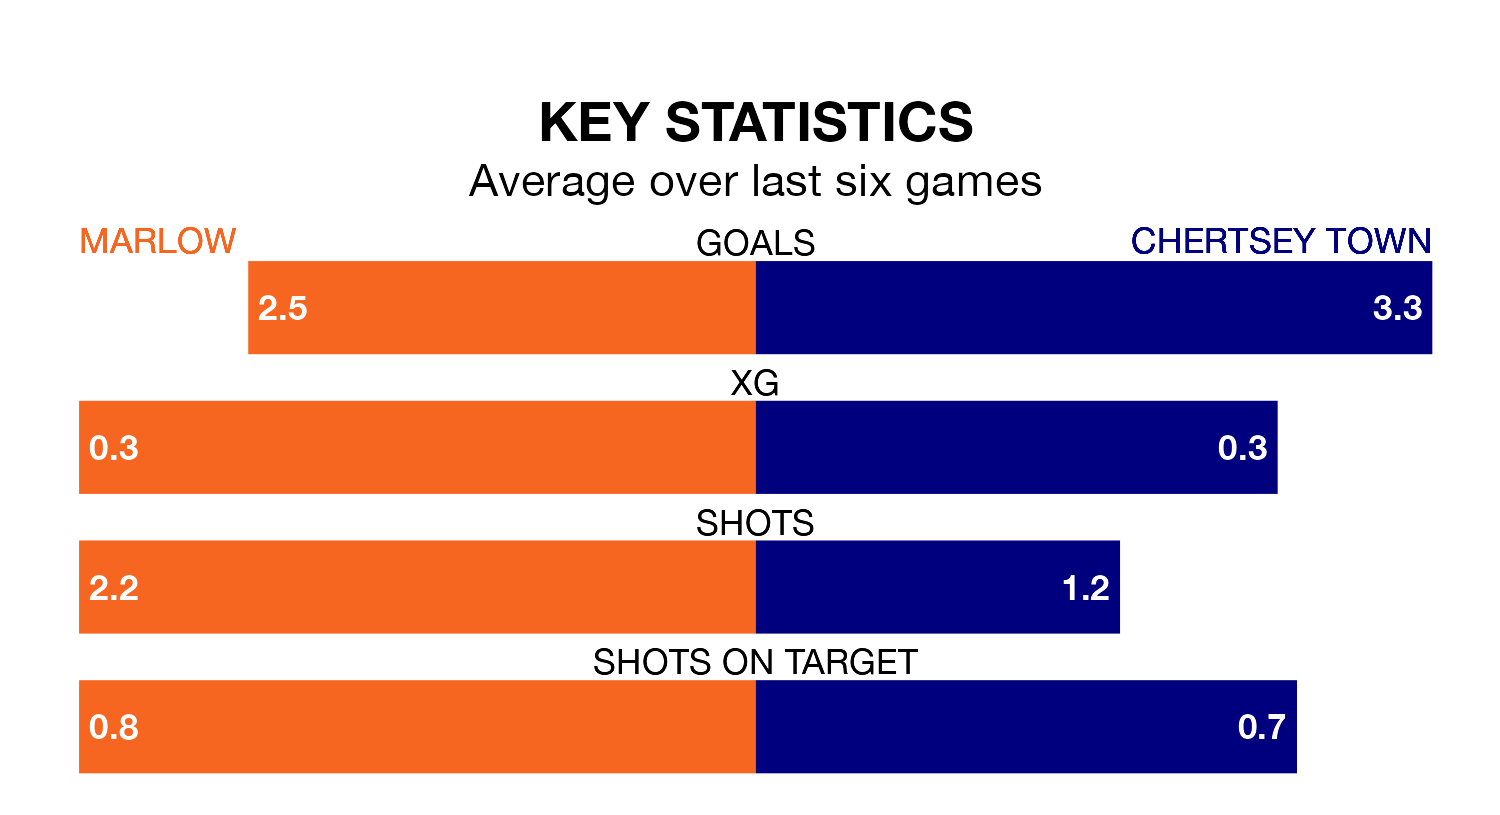 KEY STATISTICS
Average over last six games
MARLOW GOALS CHERTSEY TOWN
2.5 3.3
XG
0.3 0.3
SHOTS
2.2 1.2
SHOTS ON TARGET
0.8 0.7